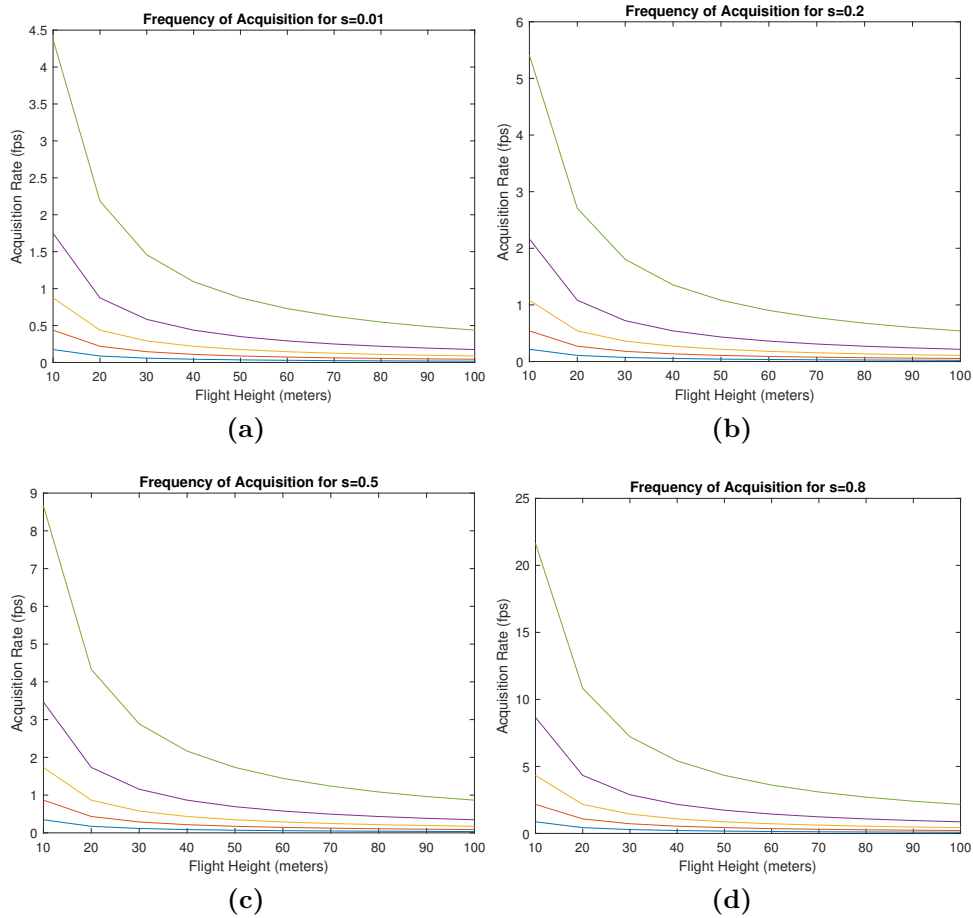 Frequency of Acquisition for s=0.01
4.5
4
3.5
3
2.5
2
1.5
1
0.5
0
Acquisition Rate (fps)
10 20 30 40 50 60 70 80 90 100
Flight Height (meters)
(a)
Frequency of Acquisition for s=0.2
6
5
4
3
2
1
0
Acquisition Rate (fps)
10 20 30 40 50 60 70 80 90 100
Flight Height (meters)
(b)
Frequency of Acquisition for s=0.5
9
8
7
6
5
4
3
2
1
0
Acquisition Rate (fps)
10 20 30 40 50 60 70 80 90 100
Flight Height (meters)
(c)
Frequency of Acquisition for s=0.8
25
20
15
10
5
0
Acquisition Rate (fps)
10 20 30 40 50 60 70 80 90 100
Flight Height (meters)
(d)